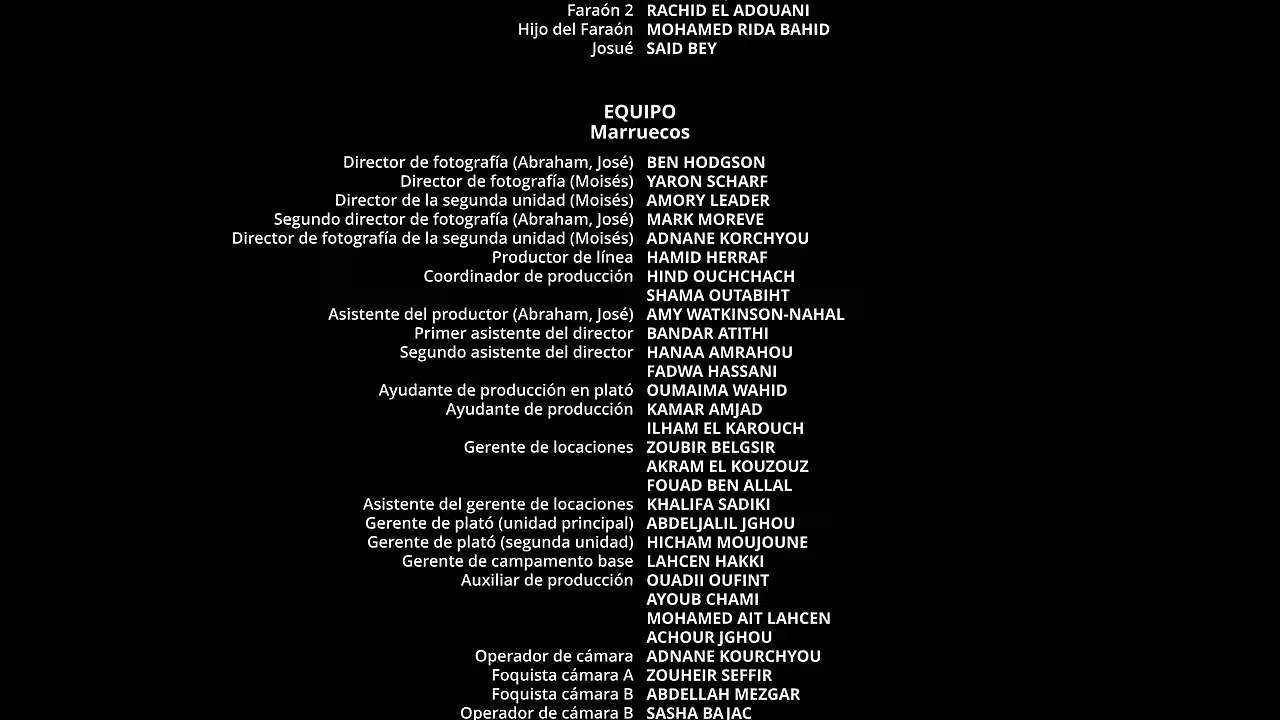 Faraón 2 RACHID EL ADOUANI
Hijo del Faraón MOHAMED RIDA BAHID
Josué SAID BEY
EQUIPO
Marruecos
Director de fotografía (Abraham, José) BEN HODGSON
Director de fotografía (Moisés) YARON SCHARF
Director de la segunda unidad (Moisés) AMORY LEADER
Segundo director de fotografía (Abraham, José) MARK MOREVE
Director de fotografía de la segunda unidad (Moisés) ADNANE KORCHYOU
Productor de línea HAMID HERRAF
Coordinador de producción HIND OUCHCHACH
SHAMA OUTABIHT
Asistente del productor (Abraham, José) AMY WATKINSON-NAHAL
Primer asistente del director BANDAR ATITHI
Segundo asistente del director HANAA AMRAHOU
FADWA HASSANI
Ayudante de producción en plató OUMAIMA WAHID
Ayudante de producción KAMAR AMJAD
ILHAM EL KAROUCH
Gerente de locaciones ZOUBIR BELGSIR
AKRAM EL KOUZOUZ
FOUAD BEN ALLAL
Asistente del gerente de locaciones KHALIFA SADIKI
Gerente de plató (unidad principal) ABDELJALIL JGHOU
Gerente de plató (segunda unidad) HICHAM MOUJOUNE
Gerente de campamento base LAHCEN HAKKI
Auxiliar de producción OUADII OUFINT
AYOUB CHAMI
MOHAMED AIT LAHCEN
ACHOUR JGHOU
Operador de cámara ADNANE KOURCHYOU
Foquista cámara A ZOUHEIR SEFFIR
Foquista cámara B ABDELLAH MEZGAR
Operador de cámara B SASHA BAJAC